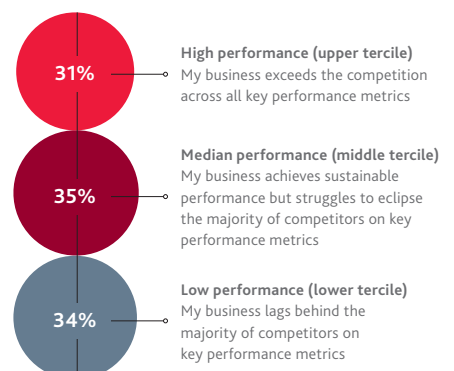 31%
High performance (upper tercile)
My business exceeds the competition
across all key performance metrics
35%
Median performance (middle tercile)
My business achieves sustainable
performance but struggles to eclipse
the majority of competitors on key
performance metrics
34%
Low performance (lower tercile)
My business lags behind the
majority of competitors on
key performance metrics